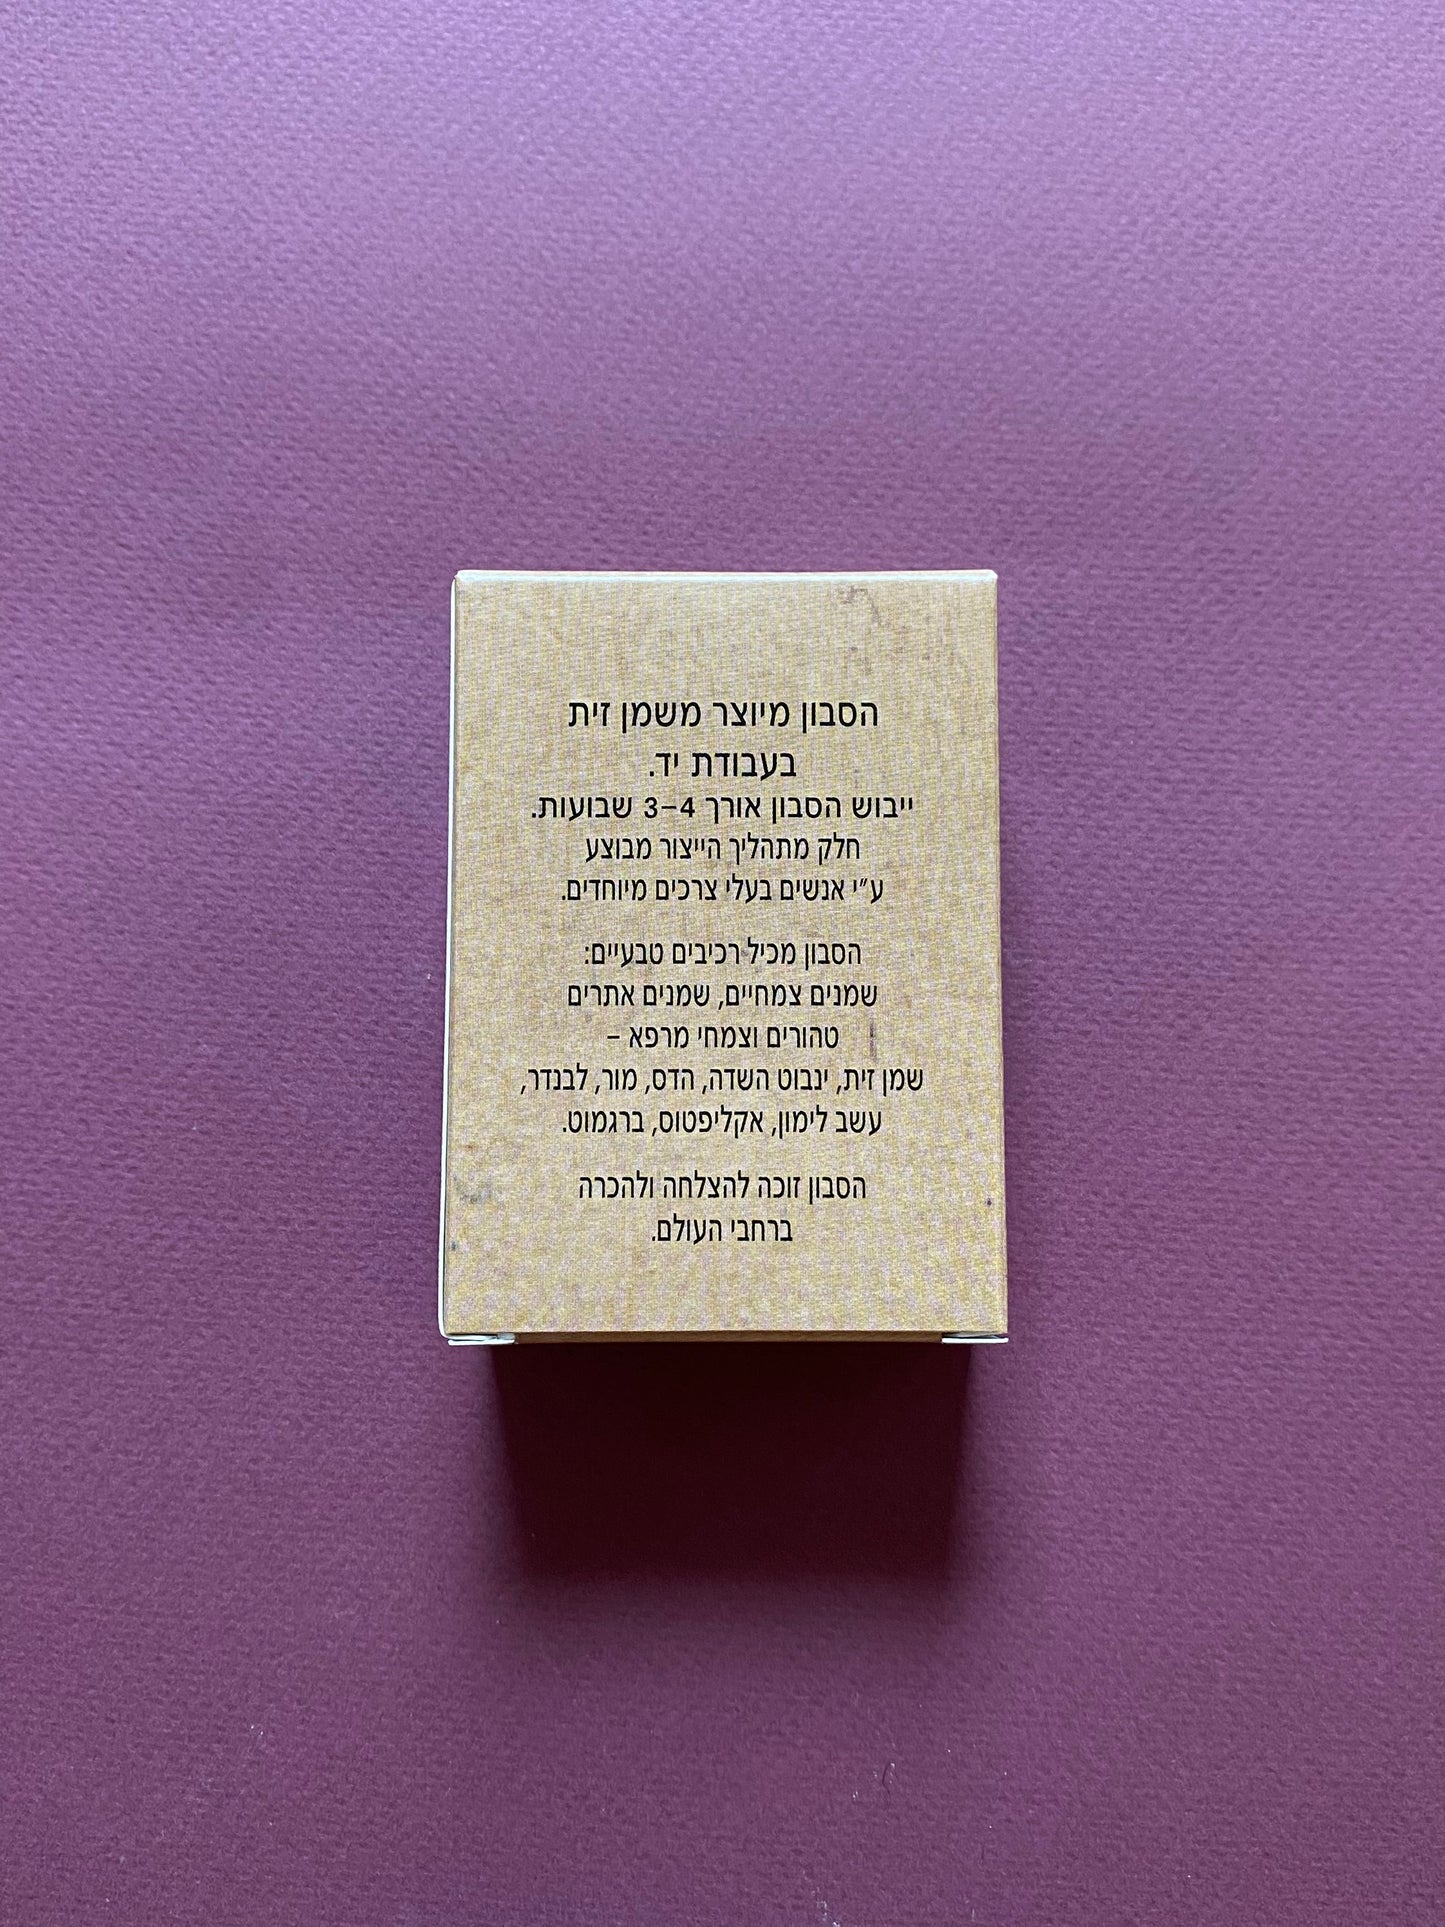 הסבון מיוצר משמן זית
בעבודת יד.
ייבוש הסבון אורך 3–4 שבועות.
חלק מתהליך הייצור מבוצע
ע״י אנשים בעלי צרכים מיוחדים.
הסבון מכיל רכיבים טבעיים:
שמנים צמחיים, שמנים אתרים
טהורים וצמחי מרפא –
שמן זית, ינבוט השדה, הדס, מור, לבנדר,
עשב לימון, אקליפטוס, ברגמוט.
הסבון זוכה להצלחה ולהכרה
ברחבי העולם.